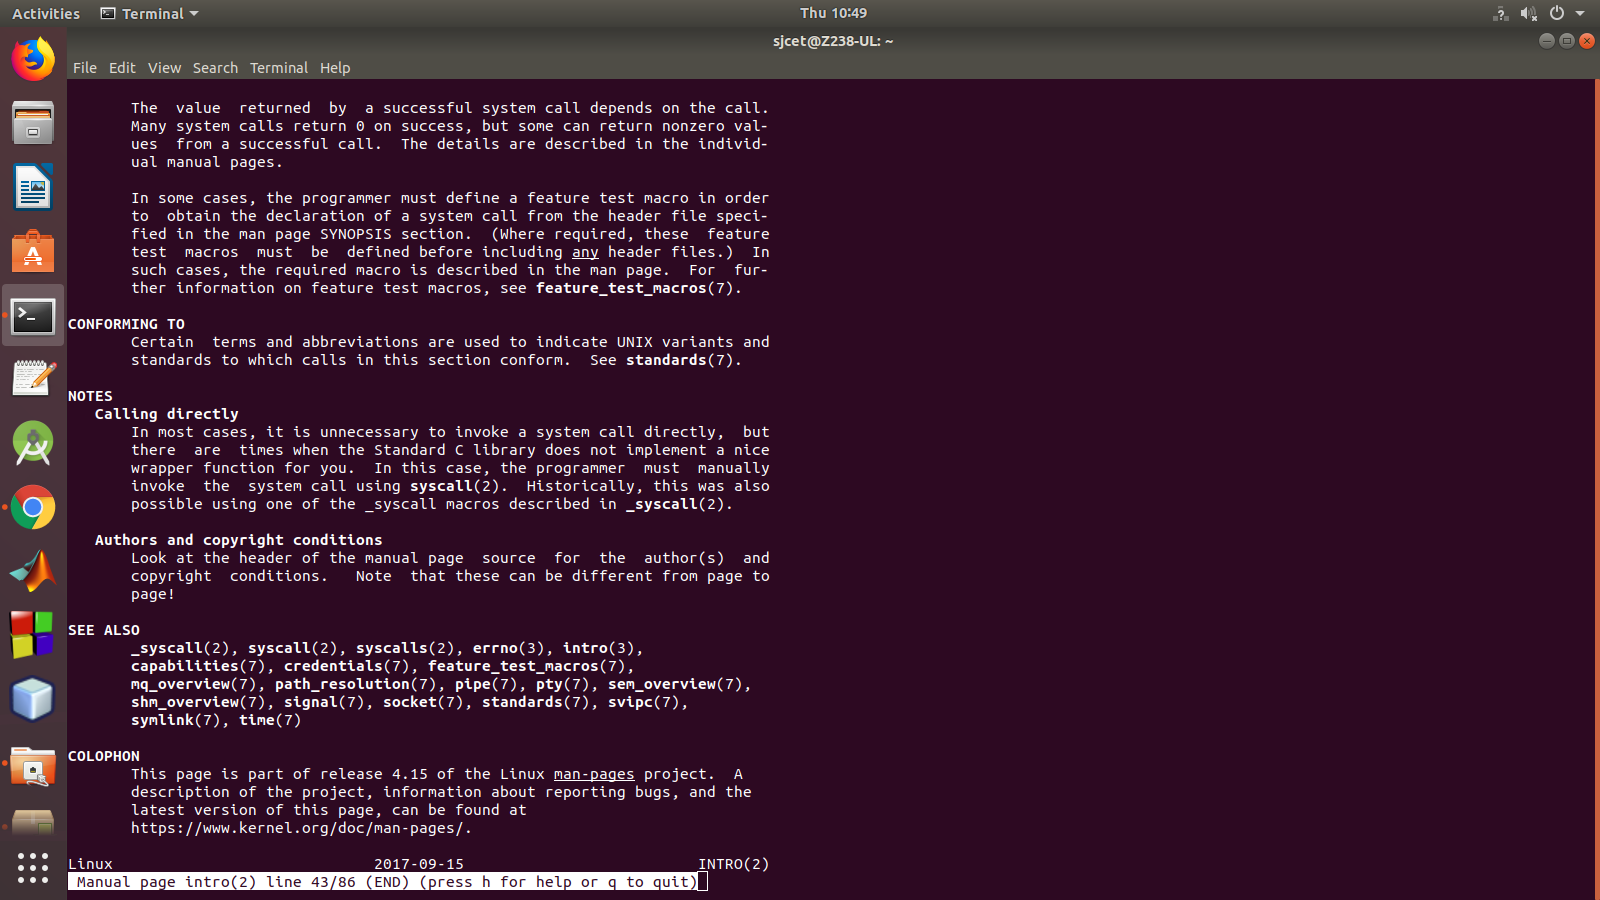 Activities Terminal Thu 10:49
sjcet@Z238-UL: ~
File Edit View Search Terminal Help
The  value  returned  by  a successful system call depends on the call.
Many system calls return 0 on success, but some can return nonzero val‐
ues  from a successful call.  The details are described in the individ‐
ual manual pages.
In some cases, the programmer must define a feature test macro in order
to  obtain the declaration of a system call from the header file speci‐
fied in the man page SYNOPSIS section.  (Where required, these  feature
test  macros  must  be  defined before including any header files.)  In
such cases, the required macro is described in the man page.  For  fur‐
ther information on feature test macros, see feature_test_macros(7).
CONFORMING TO
Certain  terms and abbreviations are used to indicate UNIX variants and
standards to which calls in this section conform.  See standards(7).
NOTES
Calling directly
In most cases, it is unnecessary to invoke a system call directly,  but
there  are  times when the Standard C library does not implement a nice
wrapper function for you.  In this case, the programmer  must  manually
invoke  the  system call using syscall(2).  Historically, this was also
possible using one of the _syscall macros described in _syscall(2).
Authors and copyright conditions
Look at the header of the manual page  source  for  the  author(s)  and
copyright  conditions.   Note  that these can be different from page to
page!
SEE ALSO
_syscall(2), syscall(2), syscalls(2), errno(3), intro(3),
capabilities(7), credentials(7), feature_test_macros(7),
mq_overview(7), path_resolution(7), pipe(7), pty(7), sem_overview(7),
shm_overview(7), signal(7), socket(7), standards(7), svipc(7),
symlink(7), time(7)
COLOPHON
This page is part of release 4.15 of the Linux man-pages project.  A
description of the project, information about reporting bugs, and the
latest version of this page, can be found at
https://www.kernel.org/doc/man-pages/.
Linux 2017-09-15 INTRO(2)
Manual page intro(2) line 43/86 (END) (press h for help or q to quit)